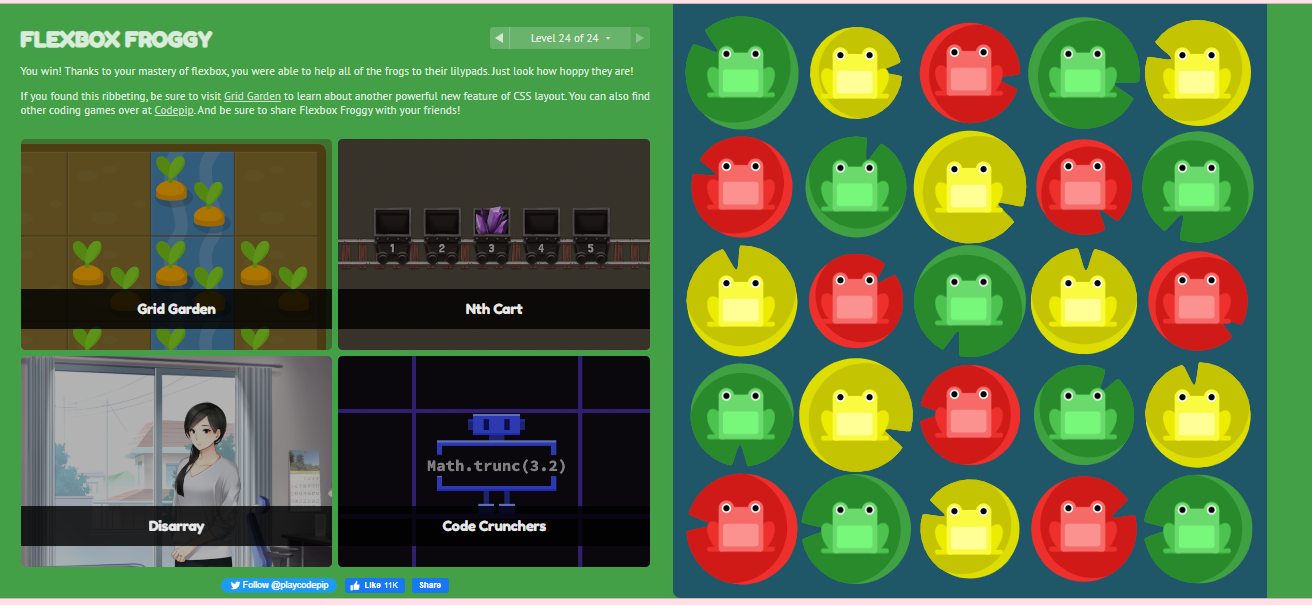 FLEXBOX FROGGY
Level 24 of 24
You win! Thanks to your mastery of flexbox, you were able to help all of the frogs to their lilypads. Just look how hoppy they are!
If you found this ribbeting, be sure to visit Grid Garden to learn about another powerful new feature of CSS layout. You can also find
other coding games over at Codepip. And be sure to share Flexbox Froggy with your friends!
1 2 3 4 5
Grid Garden
Nth Cart
Math.trunc(3.2)
Disarray
Code Crunchers
Follow @playcodepip
Like 11K
Share